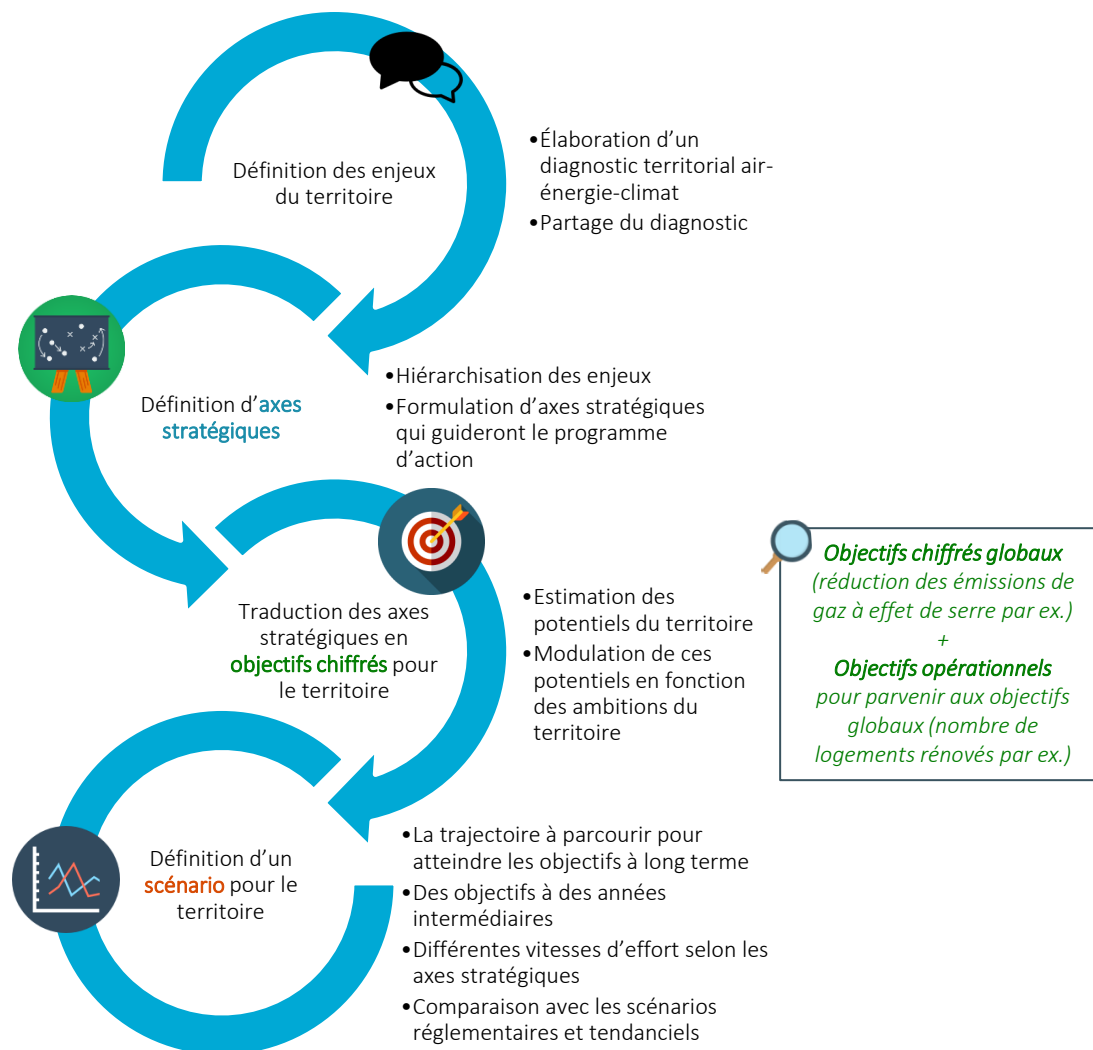 Définition des enjeux
du territoire
•Élaboration d’un
diagnostic territorial air-
énergie-climat
•Partage du diagnostic
Définition d’axes
stratégiques
•Hiérarchisation des enjeux
•Formulation d’axes stratégiques
qui guideront le programme
d’action
Traduction des axes
stratégiques en
objectifs chiffrés pour
le territoire
•Estimation des
potentiels du territoire
•Modulation de ces
potentiels en fonction
des ambitions du
territoire
Objectifs chiffrés globaux
(réduction des émissions de
gaz à effet de serre par ex.)
+
Objectifs opérationnels
pour parvenir aux objectifs
globaux (nombre de
logements rénovés par ex.)
Définition d’un
scénario pour le
territoire
•La trajectoire à parcourir pour
atteindre les objectifs à long terme
•Des objectifs à des années
intermédiaires
•Différentes vitesses d’effort selon les
axes stratégiques
•Comparaison avec les scénarios
réglementaires et tendanciels